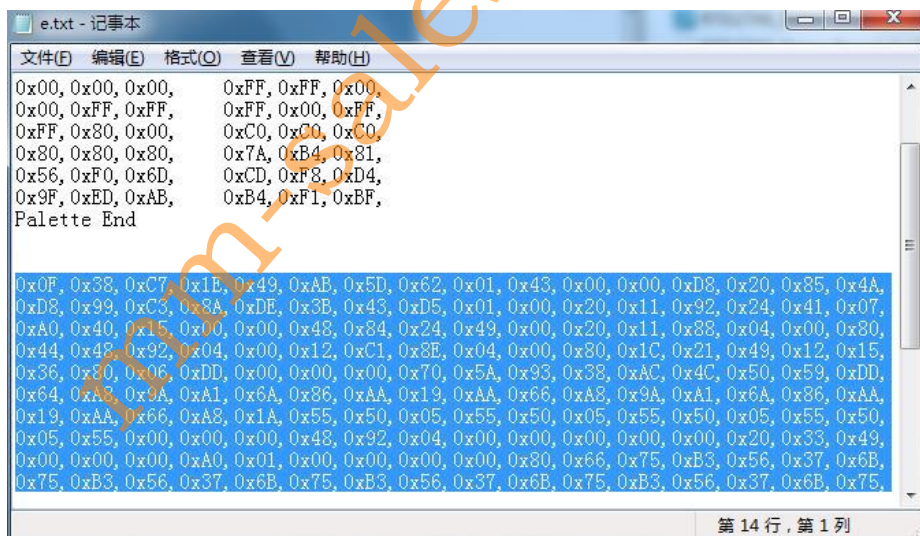 e.txt - 记事本
文件(F) 编辑(E) 格式(O) 查看(V) 帮助(H)
0x00, 0x00, 0x00, 0xFF, 0xFF, 0x00,
0x00, 0xFF, 0xFF, 0xFF, 0x00, 0xFF,
0xFF, 0x80, 0x00, 0xC0, 0xC0, 0xC0,
0x80, 0x80, 0x80, 0x7A, 0xB4, 0x81,
0x56, 0xF0, 0x6D, 0xCD, 0xF8, 0xD4,
0x9F, 0xED, 0xAB, 0xB4, 0xF1, 0xBF,
Palette End
0x0F, 0x38, 0xC7, 0x1E, 0x49, 0xAB, 0x5D, 0x62, 0x01, 0x43, 0x00, 0x00, 0xD8, 0x20, 0x85, 0x4A,
0xD8, 0x99, 0xC3, 0x8A, 0xDE, 0x3B, 0x43, 0xD5, 0x01, 0x00, 0x20, 0x11, 0x92, 0x24, 0x41, 0x07,
0xA0, 0x40, 0x15, 0x00, 0x48, 0x84, 0x24, 0x49, 0x00, 0x20, 0x11, 0x88, 0x04, 0x00, 0x80,
0x44, 0x48, 0x92, 0x04, 0x00, 0x12, 0xC1, 0x8E, 0x04, 0x00, 0x80, 0x1C, 0x21, 0x49, 0x12, 0x15,
0x36, 0x06, 0xDD, 0x00, 0x00, 0x00, 0x70, 0x5A, 0x93, 0x38, 0xAC, 0x4C, 0x50, 0x59, 0xDD,
0x64, 0xA8, 0x9A, 0xA1, 0x6A, 0x86, 0xAA, 0x19, 0xAA, 0x66, 0xA8, 0x9A, 0xA1, 0x6A, 0x86, 0xAA,
0x19, 0xAA, 0x66, 0xA8, 0x1A, 0x55, 0x50, 0x05, 0x55, 0x50, 0x05, 0x55, 0x50, 0x05, 0x55, 0x50,
0x05, 0x55, 0x00, 0x00, 0x00, 0x48, 0x92, 0x04, 0x00, 0x00, 0x00, 0x00, 0x00, 0x20, 0x33, 0x49,
0x00, 0x00, 0x00, 0xA0, 0x01, 0x00, 0x00, 0x00, 0x00, 0x80, 0x66, 0x75, 0xB3, 0x56, 0x37, 0x6B,
0x75, 0xB3, 0x56, 0x37, 0x6B, 0x75, 0xB3, 0x56, 0x37, 0x6B, 0x75, 0xB3, 0x56, 0x37, 0x6B, 0x75,
第 14 行，第 1 列
mm-sale